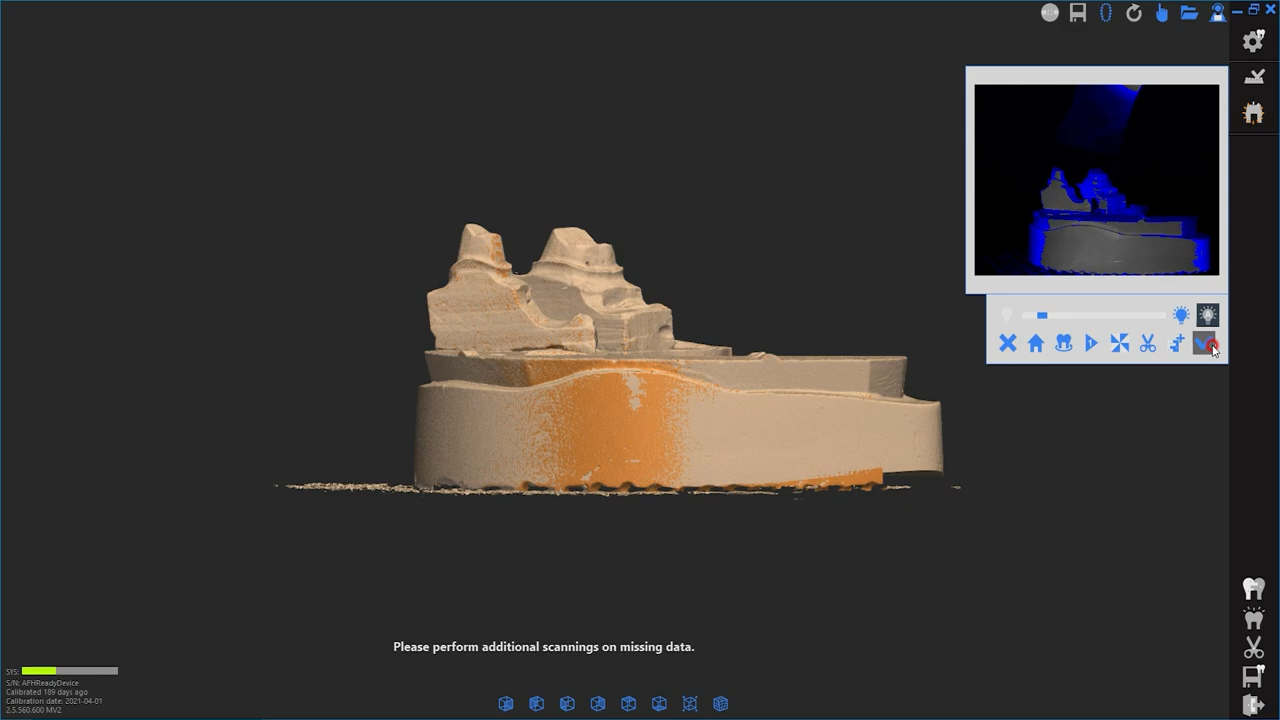 Please perform additional scannings on missing data.
SYS:
S/N: AFHReadyDevice
Calibrated 189 days ago
Calibration date: 2021-04-01
2.5.560.600 MV2